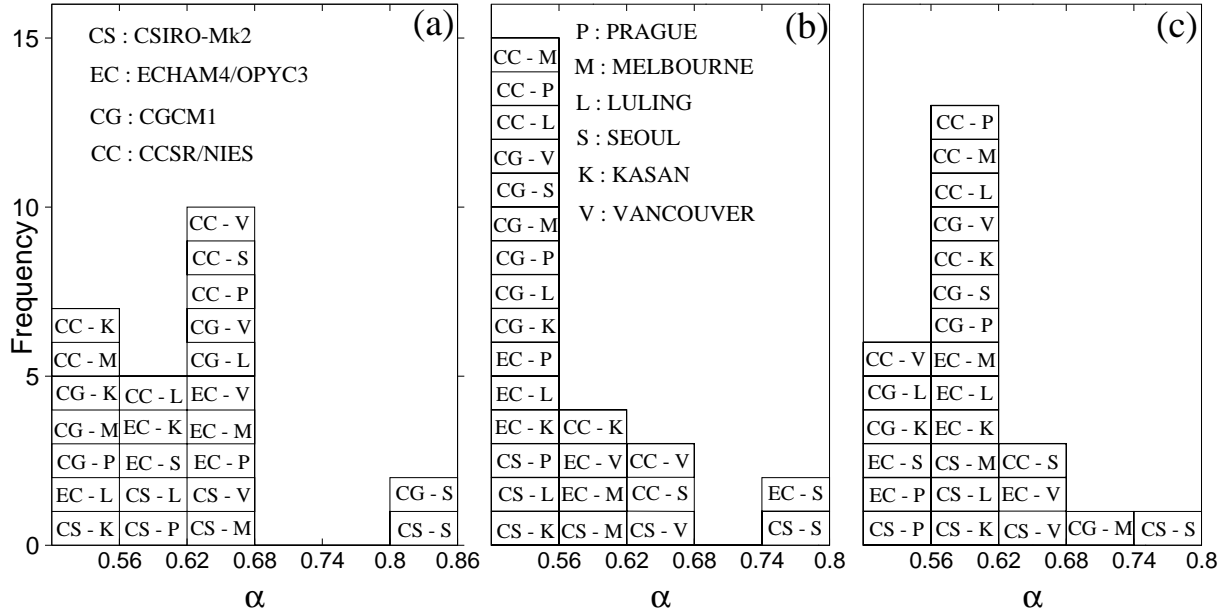 (a)
CS : CSIRO-Mk2
EC : ECHAM4/OPYC3
CG : CGCM1
CC : CCSR/NIES
Frequency
15
10
5
0
CC - K
CC - M
CG - K
CG - M
CG - P
EC - L
CS - K
CC - L
EC - K
EC - S
CS - L
CS - P
CC - V
CC - S
CC - P
CG - V
CG - L
EC - V
EC - M
EC - P
CS - V
CS - M
CG - S
CS - S
0.56 0.62 0.68 0.8 0.86
α
(b)
P : PRAGUE
M : MELBOURNE
L : LULING
S : SEOUL
K : KASAN
V : VANCOUVER
CC - M
CC - P
CC - L
CG - V
CG - S
CG - M
CG - P
CG - L
CG - K
EC - P
EC - L
EC - K
CS - P
CS - L
CS - K
CC - K
EC - V
EC - M
CS - M
CC - V
CC - S
CS - V
EC - S
CS - S
0.56 0.62 0.68 0.74 0.8
α
(c)
CC - V
CG - L
CG - K
EC - S
EC - P
CS - P
CC - P
CC - M
CC - L
CG - V
CC - K
CG - S
CG - P
EC - M
EC - L
EC - K
CS - M
CS - L
CS - K
CC - S
EC - V
CS - V
CG - M
CS - S
0.56 0.62 0.68 0.74 0.8
α